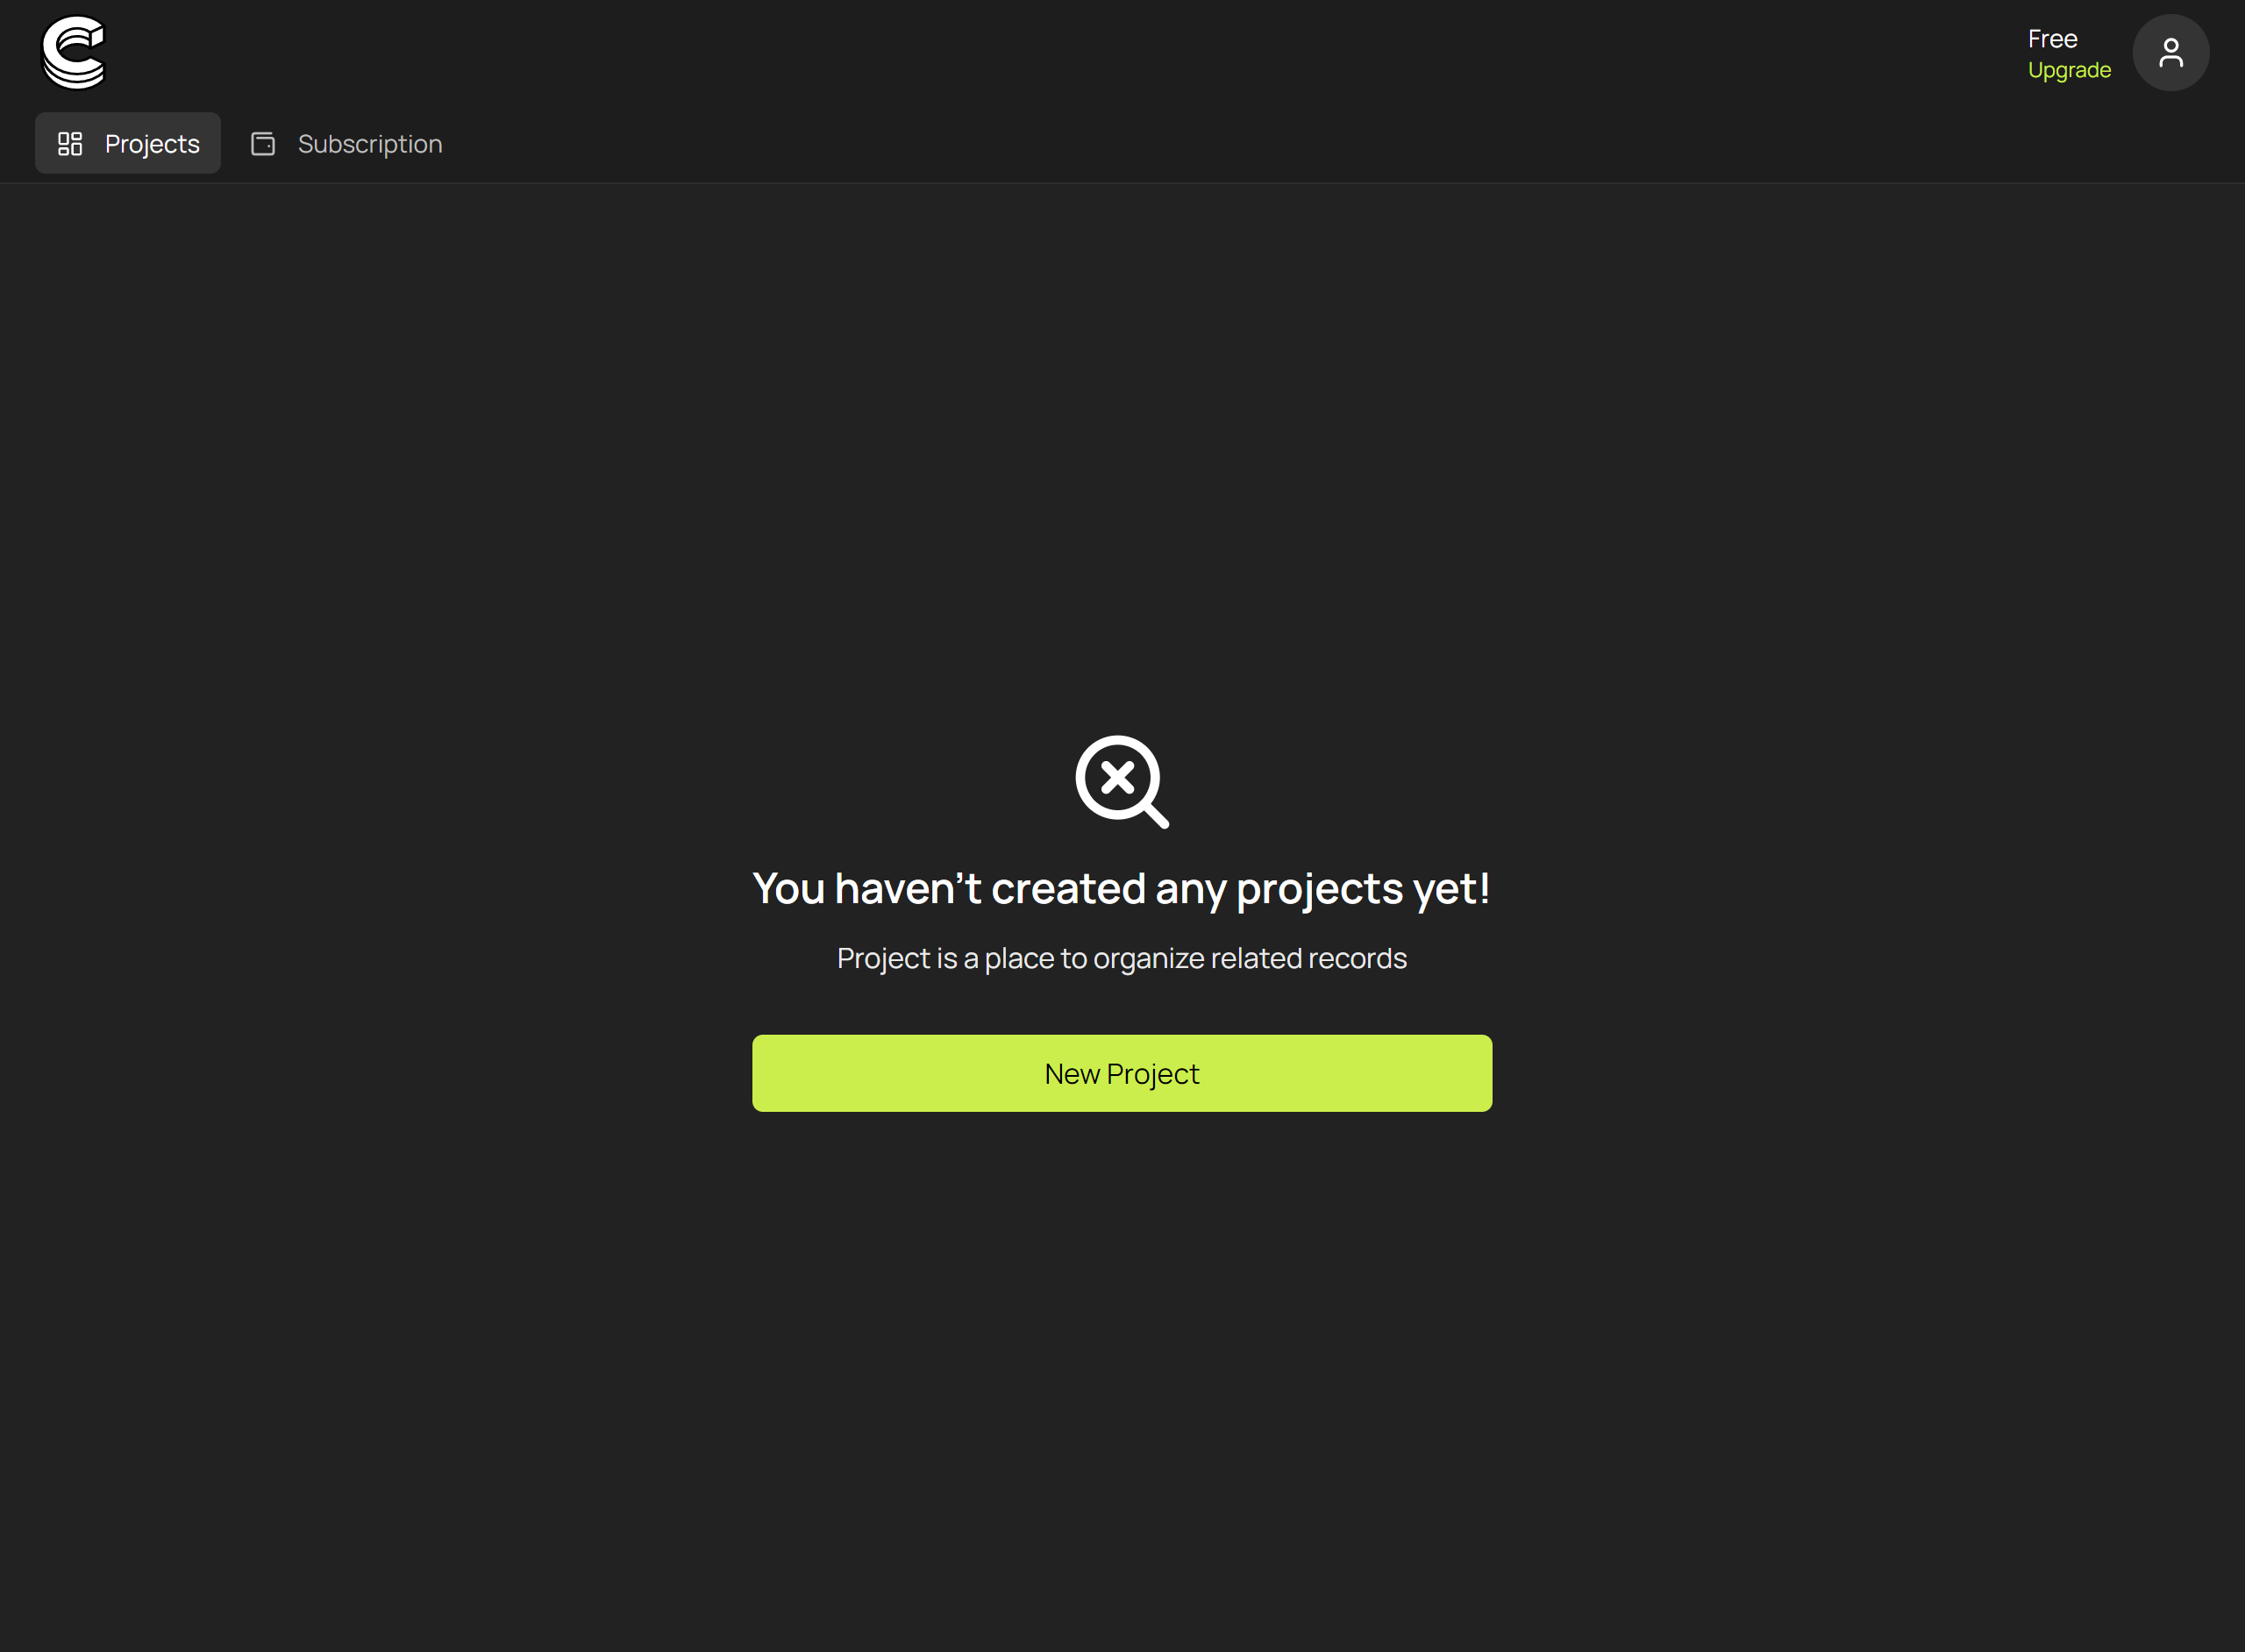 Free
Upgrade
Projects
Subscription
You haven't created any projects yet!
Project is a place to organize related records
New Project